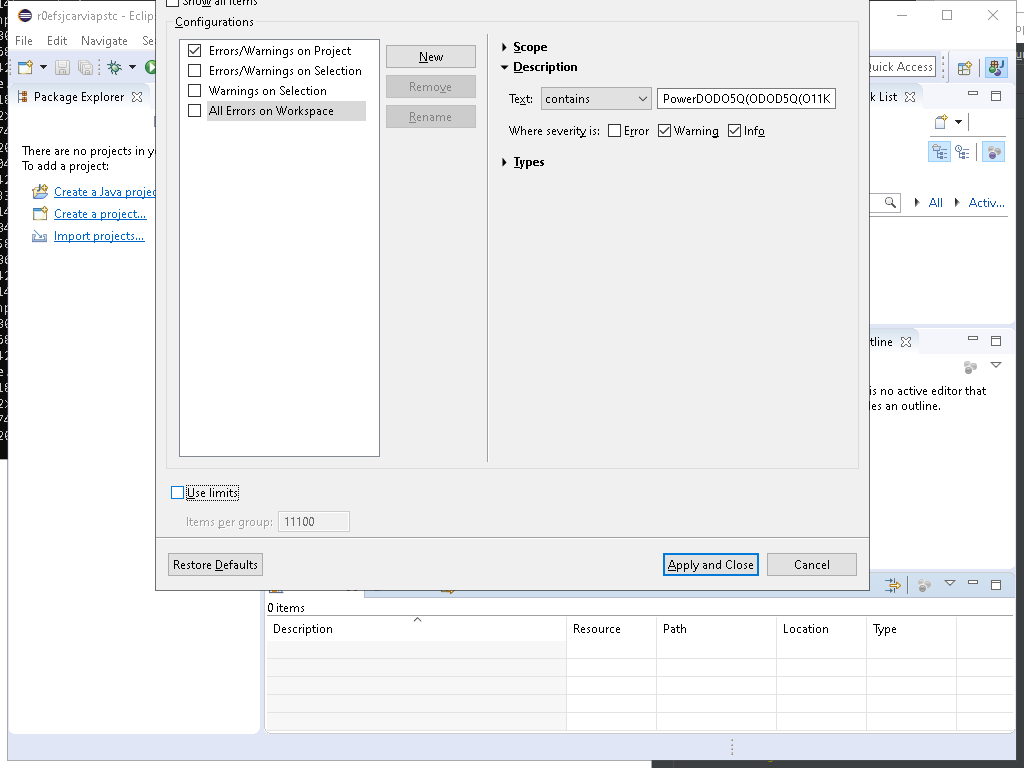 Show all items
r0efsjcarviapstc - Eclips
Configurations
File Edit Navigate Se
Errors/Warnings on Project
New
Scope
Errors/Warnings on Selection
Description
uick Access
Remove
Warnings on Selection
Package Explorer
Text: contains PowerDODO5Q(ODOD5Q(O11K
k List
All Errors on Workspace
Rename
Where severity is: Error Warning Info
There are no projects in y
To add a project:
Types
Create a Java projec
All Activ...
Create a project...
Import projects...
tline
is no active editor that
es an outline.
Use limits
Items per group: 11100
Restore Defaults
Apply and Close
Cancel
0 items
Description Resource Path Location Type